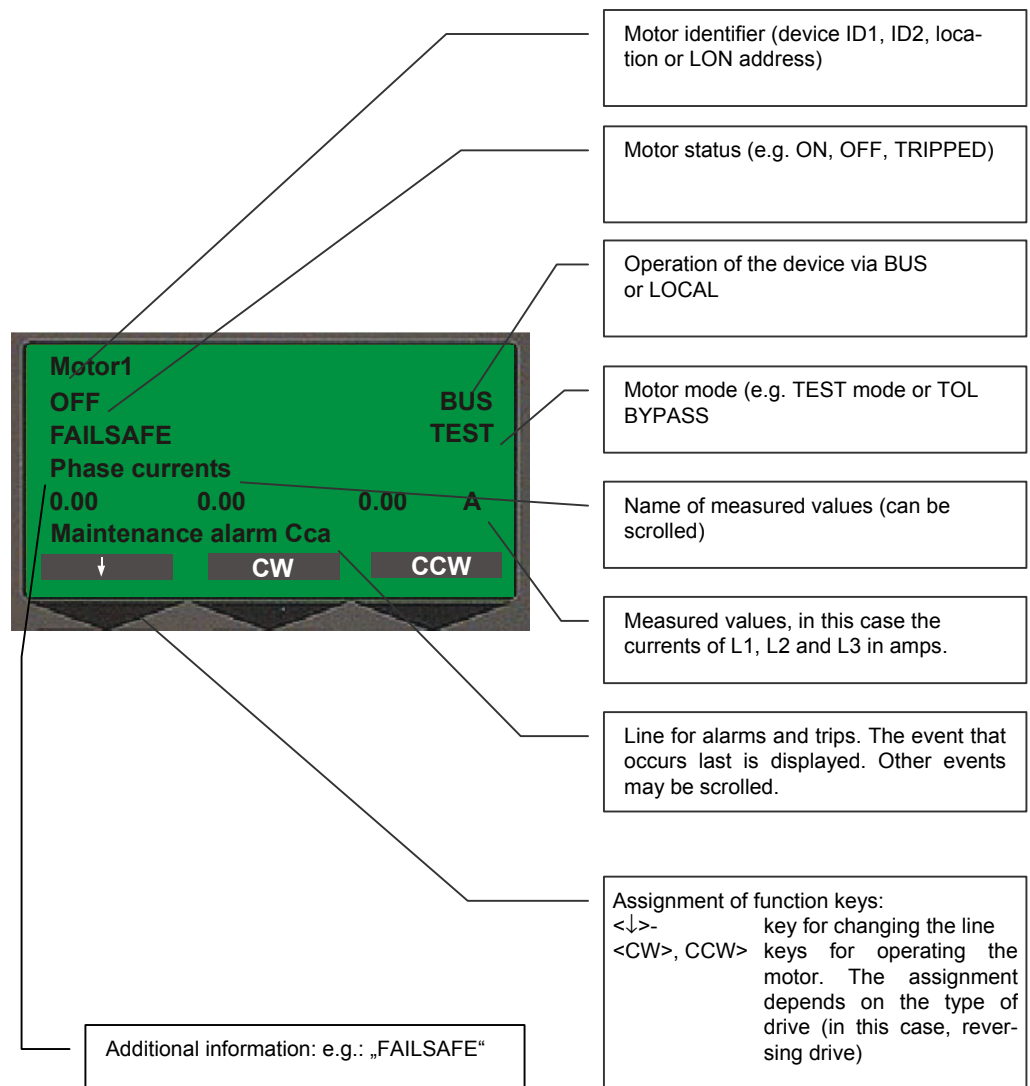 Motor identifier (device ID1, ID2, loca-
tion or LON address)
Motor status (e.g. ON, OFF, TRIPPED)
Operation of the device via BUS
or LOCAL
Motor1
OFF BUS
FAILSAFE TEST
Phase currents
0.00 0.00 0.00 A
Maintenance alarm Cca
↓ CW CCW
Motor mode (e.g. TEST mode or TOL
BYPASS
Name of measured values (can be
scrolled)
Measured values, in this case the
currents of L1, L2 and L3 in amps.
Line for alarms and trips. The event that
occurs last is displayed. Other events
may be scrolled.
Assignment of function keys:
<↓>- key for changing the line
<CW>, CCW> keys for operating the
motor. The assignment
depends on the type of
drive (in this case, rever-
sing drive)
Additional information: e.g.: „FAILSAFE“